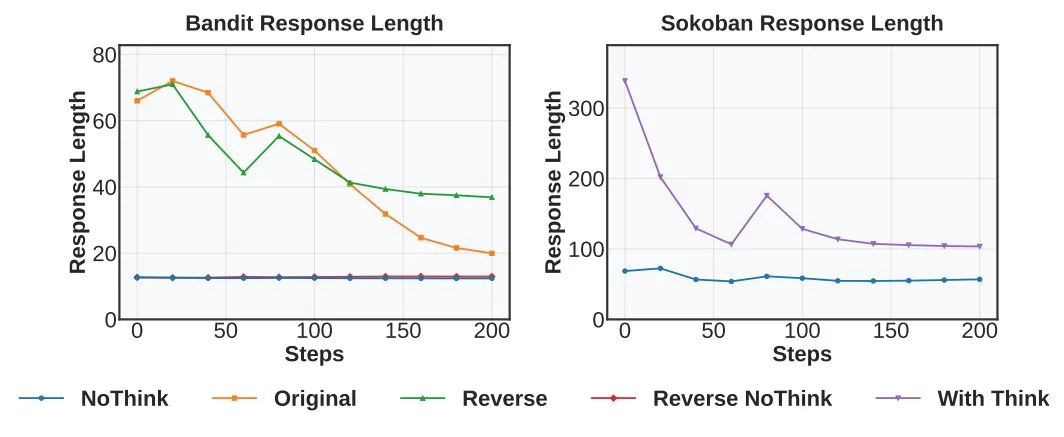 Bandit Response Length
Response Length
80
60
40
20
0
0 50 100 150 200
Steps
Sokoban Response Length
Response Length
300
200
100
0
0 50 100 150 200
Steps
NoThink Original Reverse Reverse NoThink With Think